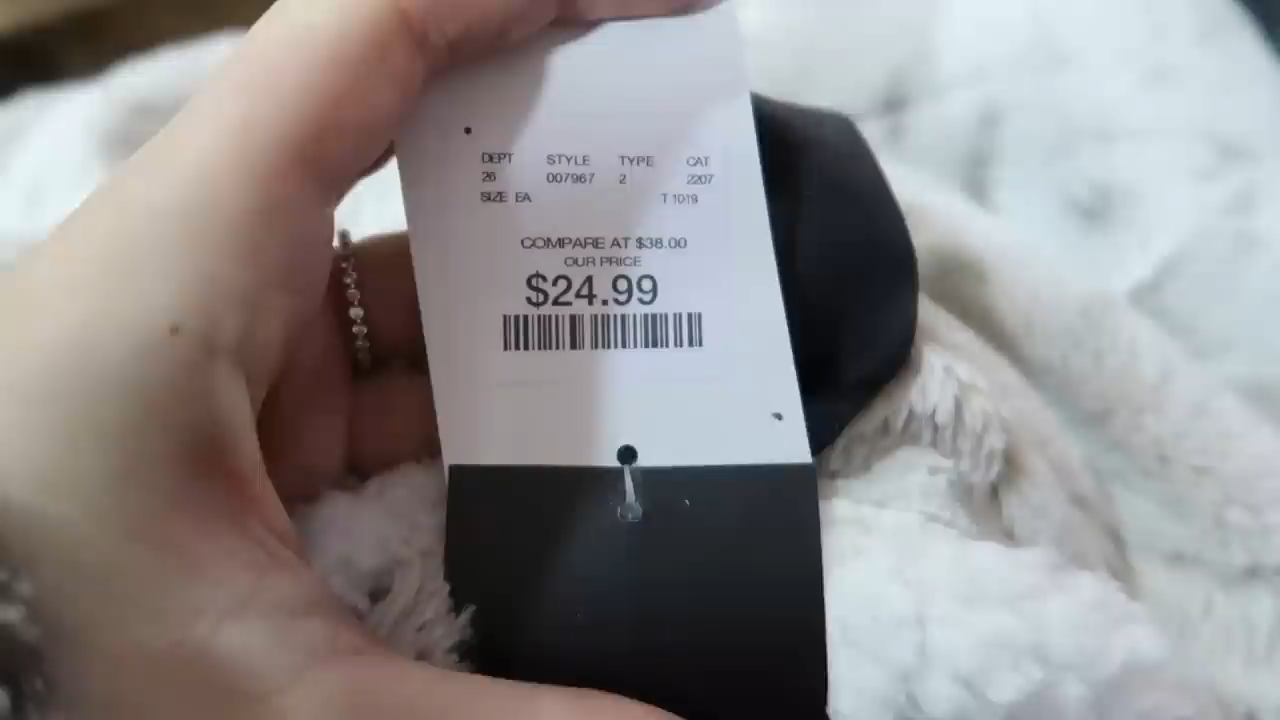 DEPT STYLE TYPE CAT
26 007967 2 2207
SIZE EA T 1019
COMPARE AT $38.00
OUR PRICE
$24.99